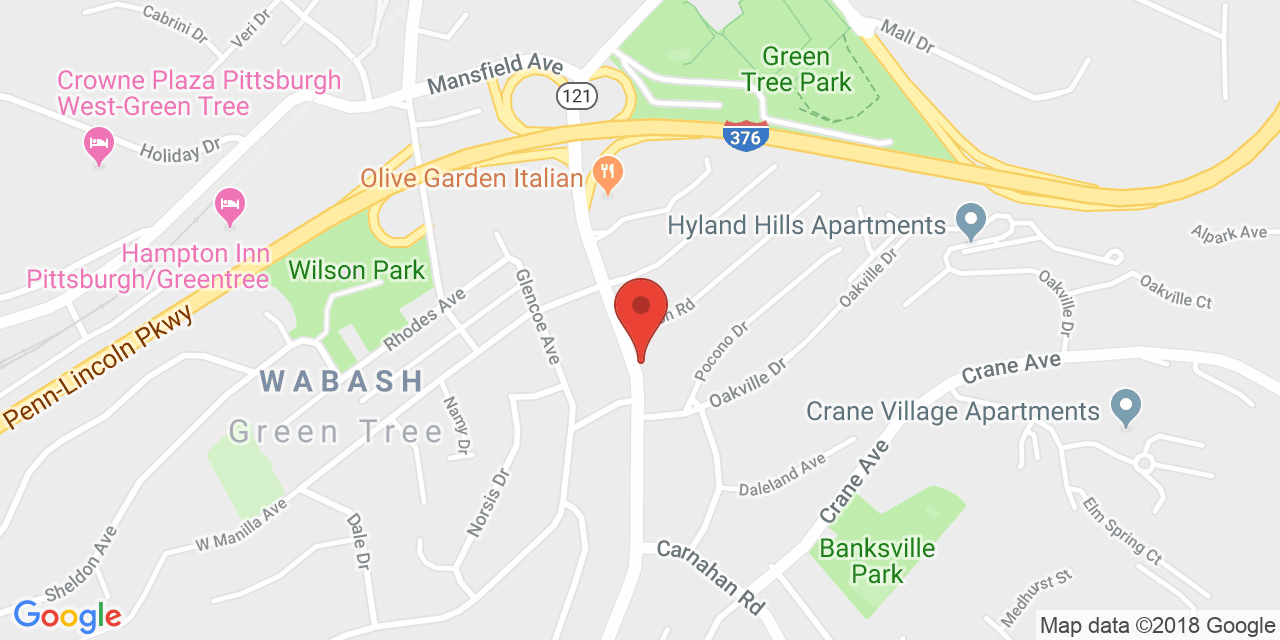 Cabrini Dr
Veri Dr
Mall Dr
Green
Tree Park
Crowne Plaza Pittsburgh
West-Green Tree
Mansfield Ave
121
376
Holiday Dr
Olive Garden Italian
Hyland Hills Apartments
Alpark Ave
Hampton Inn
Pittsburgh/Greentree
Wilson Park
Oakville Dr
Oakville Ct
Oakville Dr
Rhodes Ave
Glencoe Ave
Rd
Pocono Dr
Penn-Lincoln Pkwy
WABASH
Oakville Dr
Crane Ave
Crane Village Apartments
Green Tree
Namy Dr
Daleland Ave
Crane Ave
Norsis Dr
W Manilla Ave
Dale Dr
Elm Spring Ct
Sheldon Ave
Banksville
Park
Carnahan Rd
Medhurst St
Google
Map data ©2018 Google